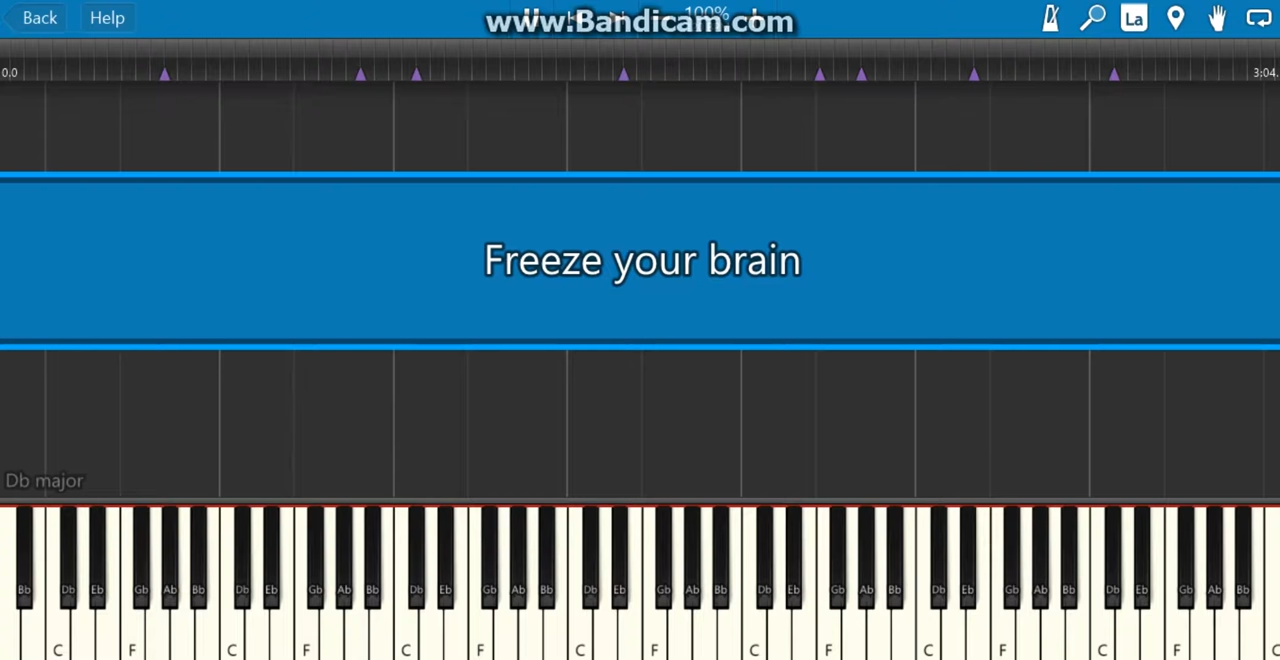 Back Help www.Bandicam.com 100% La
0.0 3:04.
Freeze your brain
Db major
Bb Db Eb Gb Ab Bb Db Eb Gb Ab Bb Db Eb Gb Ab Bb Db Eb Gb Ab Bb Db Eb Gb Ab Bb Db Eb Gb Ab Bb Db Eb Gb Ab Bb
C F C F C F C F C F C F C F C